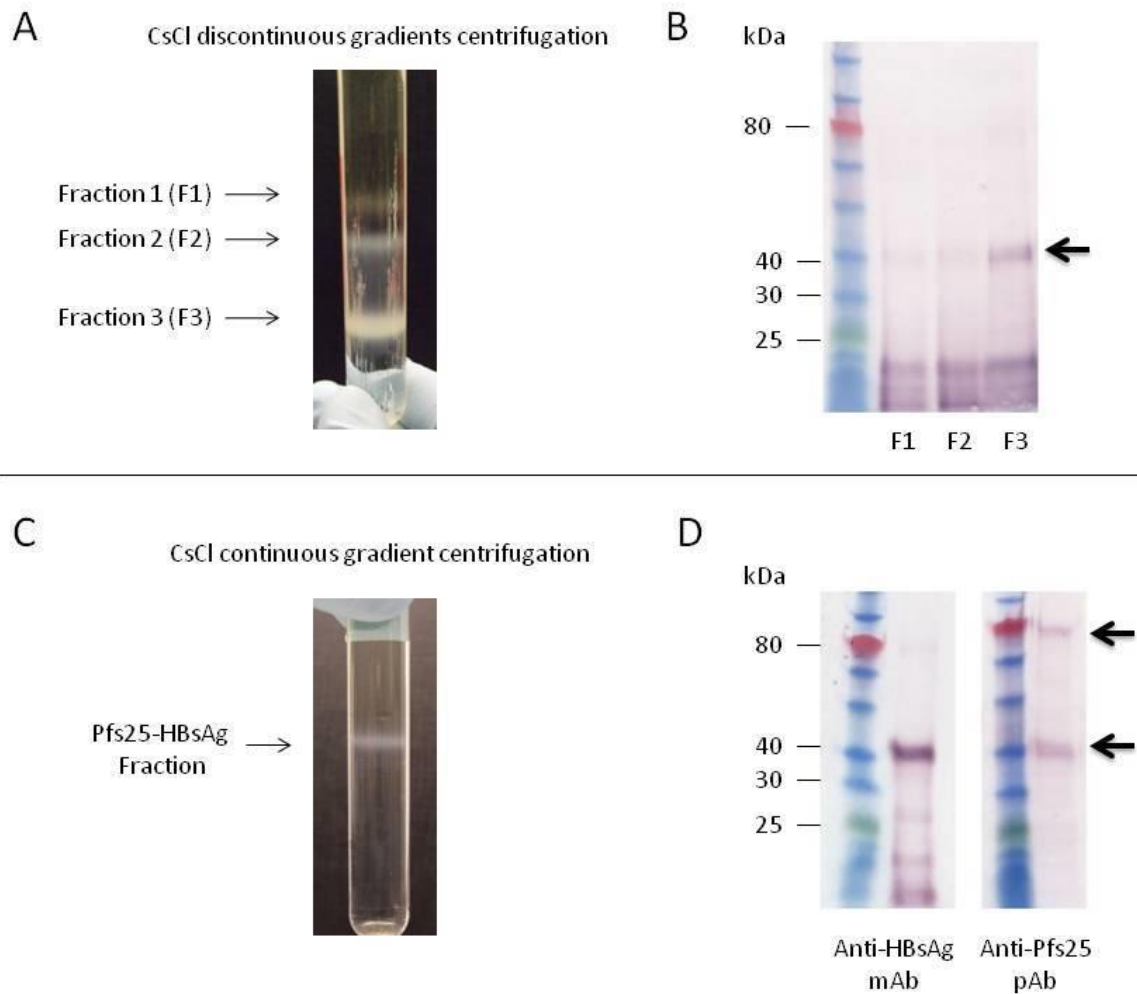 A
CsCl discontinuous gradients centrifugation
Fraction 1 (F1)
Fraction 2 (F2)
Fraction 3 (F3)
B
kDa
80
40
30
25
F1 F2 F3
C
CsCl continuous gradient centrifugation
Pfs25-HBsAg
Fraction
D
kDa
80
40
30
25
Anti-HBsAg
mAb
Anti-Pfs25
pAb